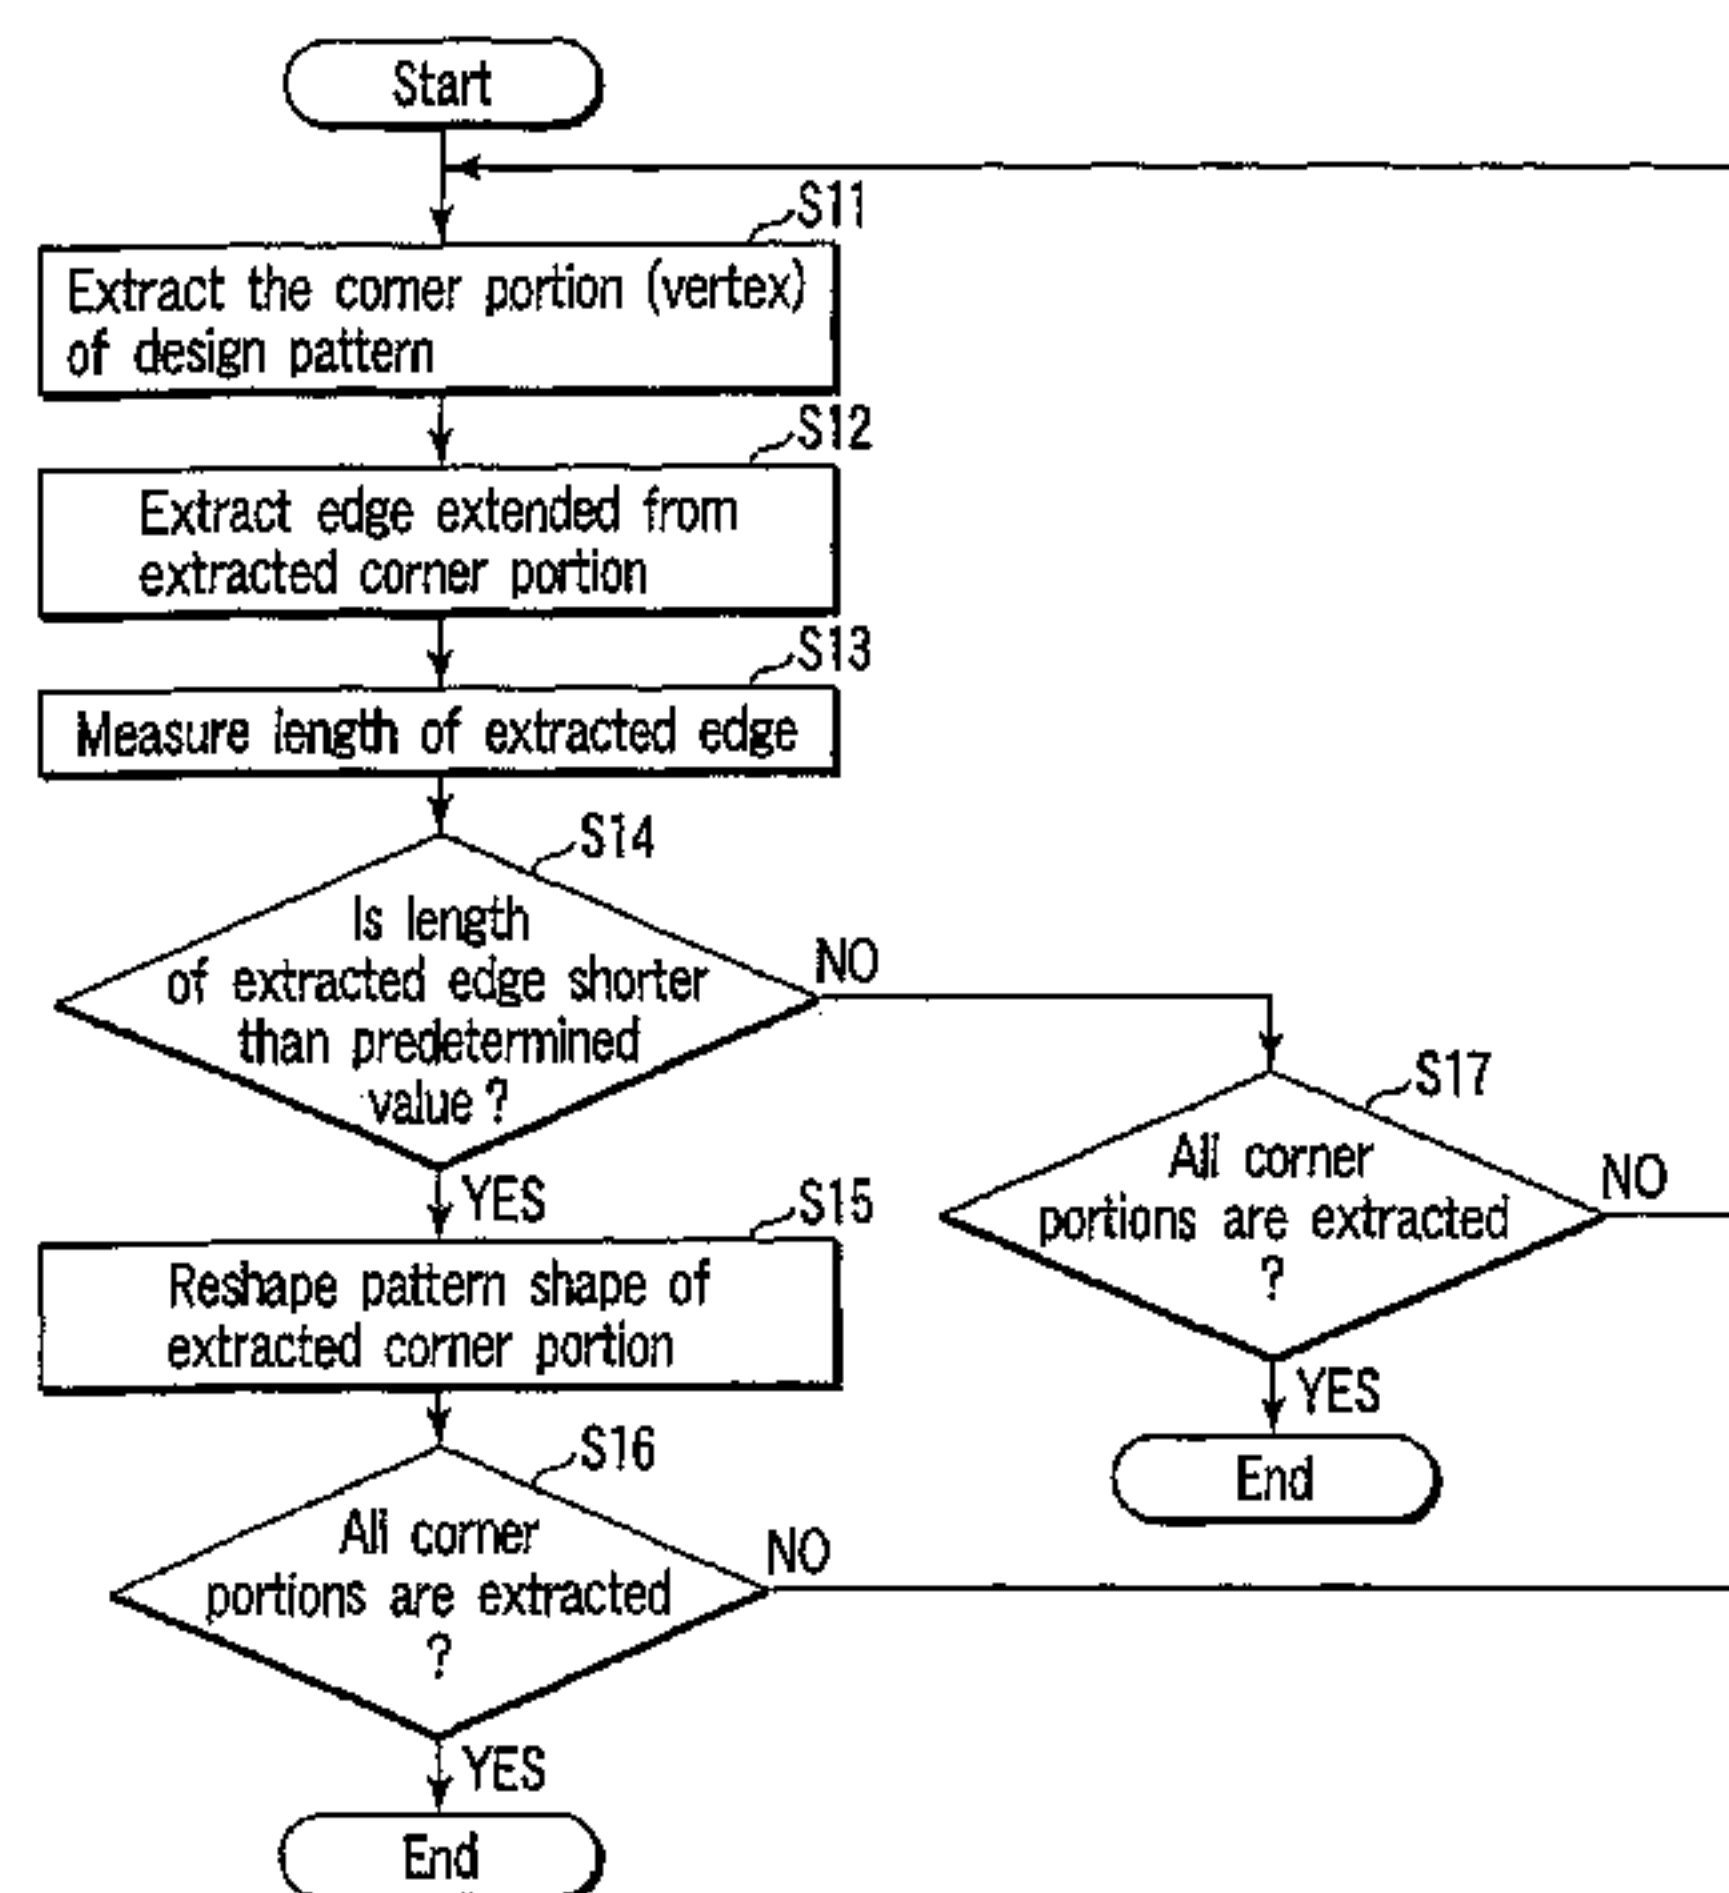 Start
S11
Extract the corner portion (vertex)
of design pattern
S12
Extract edge extended from
extracted corner portion
S13
Measure length of extracted edge
S14
Is length
of extracted edge shorter
than predetermined
value ?
NO
YES
S15
Reshape pattern shape of
extracted corner portion
S16
All corner
portions are extracted
?
NO
YES
End
S17
All corner
portions are extracted
?
NO
YES
End